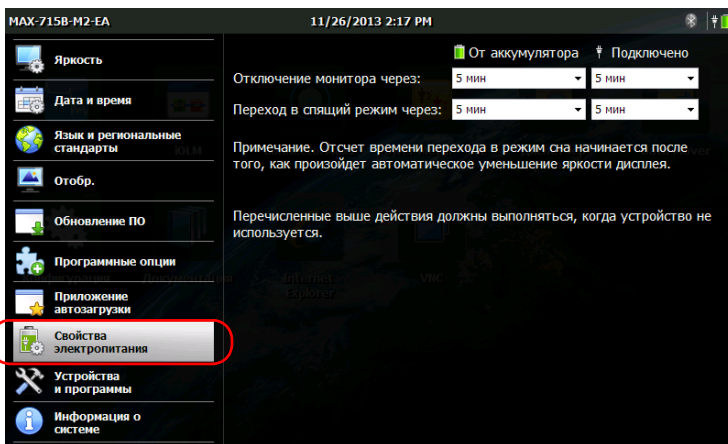 MAX-715B-M2-EA
11/26/2013 2:17 PM
Яркость
Дата и время
Язык и региональные
стандарты
Отобр.
Обновление ПО
Программные опции
Приложение
автозагрузки
Свойства
электропитания
Устройства
и программы
Информация о
системе
От аккумулятора
Подключено
Отключение монитора через:
5 мин
5 мин
Переход в спящий режим через:
5 мин
5 мин
Примечание. Отсчет времени перехода в режим сна начинается после
того, как произойдет автоматическое уменьшение яркости дисплея.
Перечисленные выше действия должны выполняться, когда устройство не
используется.
Internet
Explorer
VNC